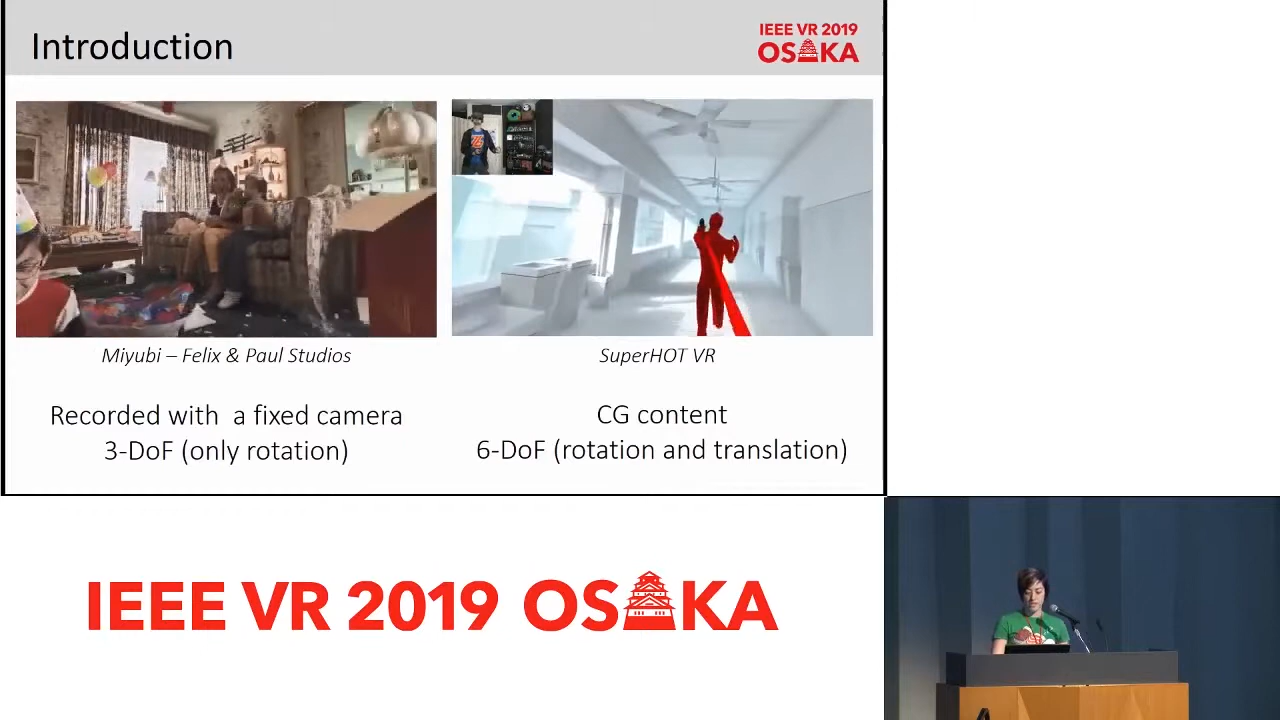 Introduction
IEEE VR 2019
OSAKA
Miyubi – Felix & Paul Studios
SuperHOT VR
Recorded with a fixed camera
3-DoF (only rotation)
CG content
6-DoF (rotation and translation)
IEEE VR 2019 OSAKA